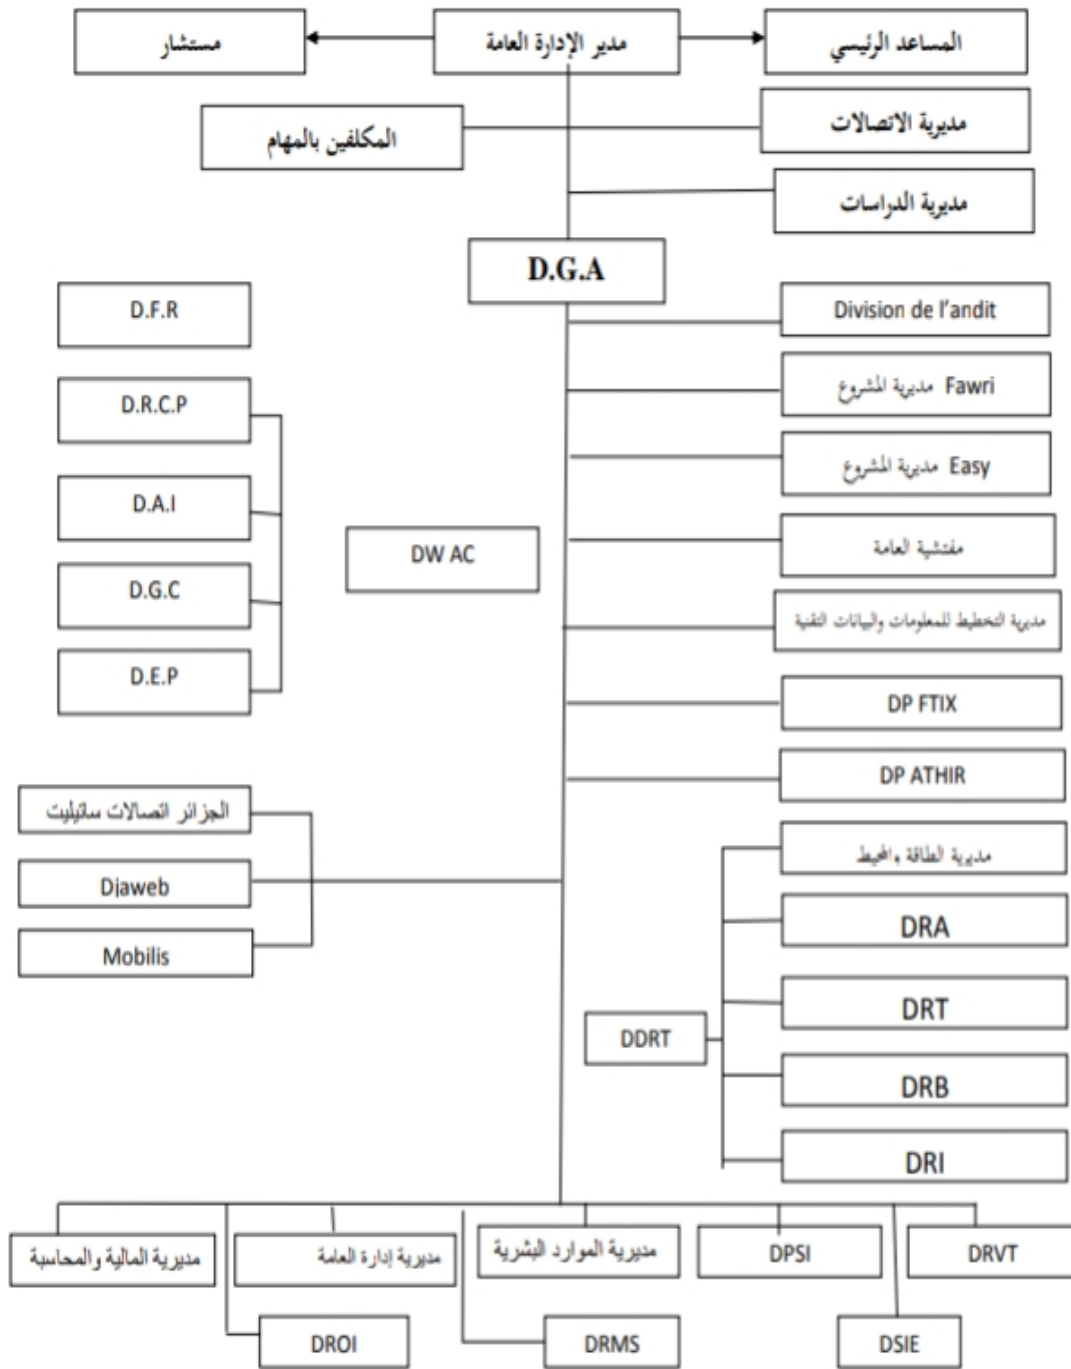 المساعد الرئيسي
مدير الإدارة العامة
مستشار
مديرية الاتصالات
المكلفين بالمهام
مديرية الدراسات
D.G.A
D.F.R
Division de l’andit
D.R.C.P
مديرية المشروع Fawri
D.A.I
مديرية المشروع Easy
DW AC
مفتشية العامة
D.G.C
مديرية التخطيط للمعلومات والبيانات التقنية
D.E.P
DP FTIX
DP ATHIR
الجزائر اتصالات ساتيليت
مديرية الطاقة والمحيط
Djaweb
DRA
Mobilis
DRT
DDRT
DRB
DRI
مديرية المالية والمحاسبة
مديرية إدارة العامة
مديرية الموارد البشرية
DPSI
DRVT
DROI
DRMS
DSIE